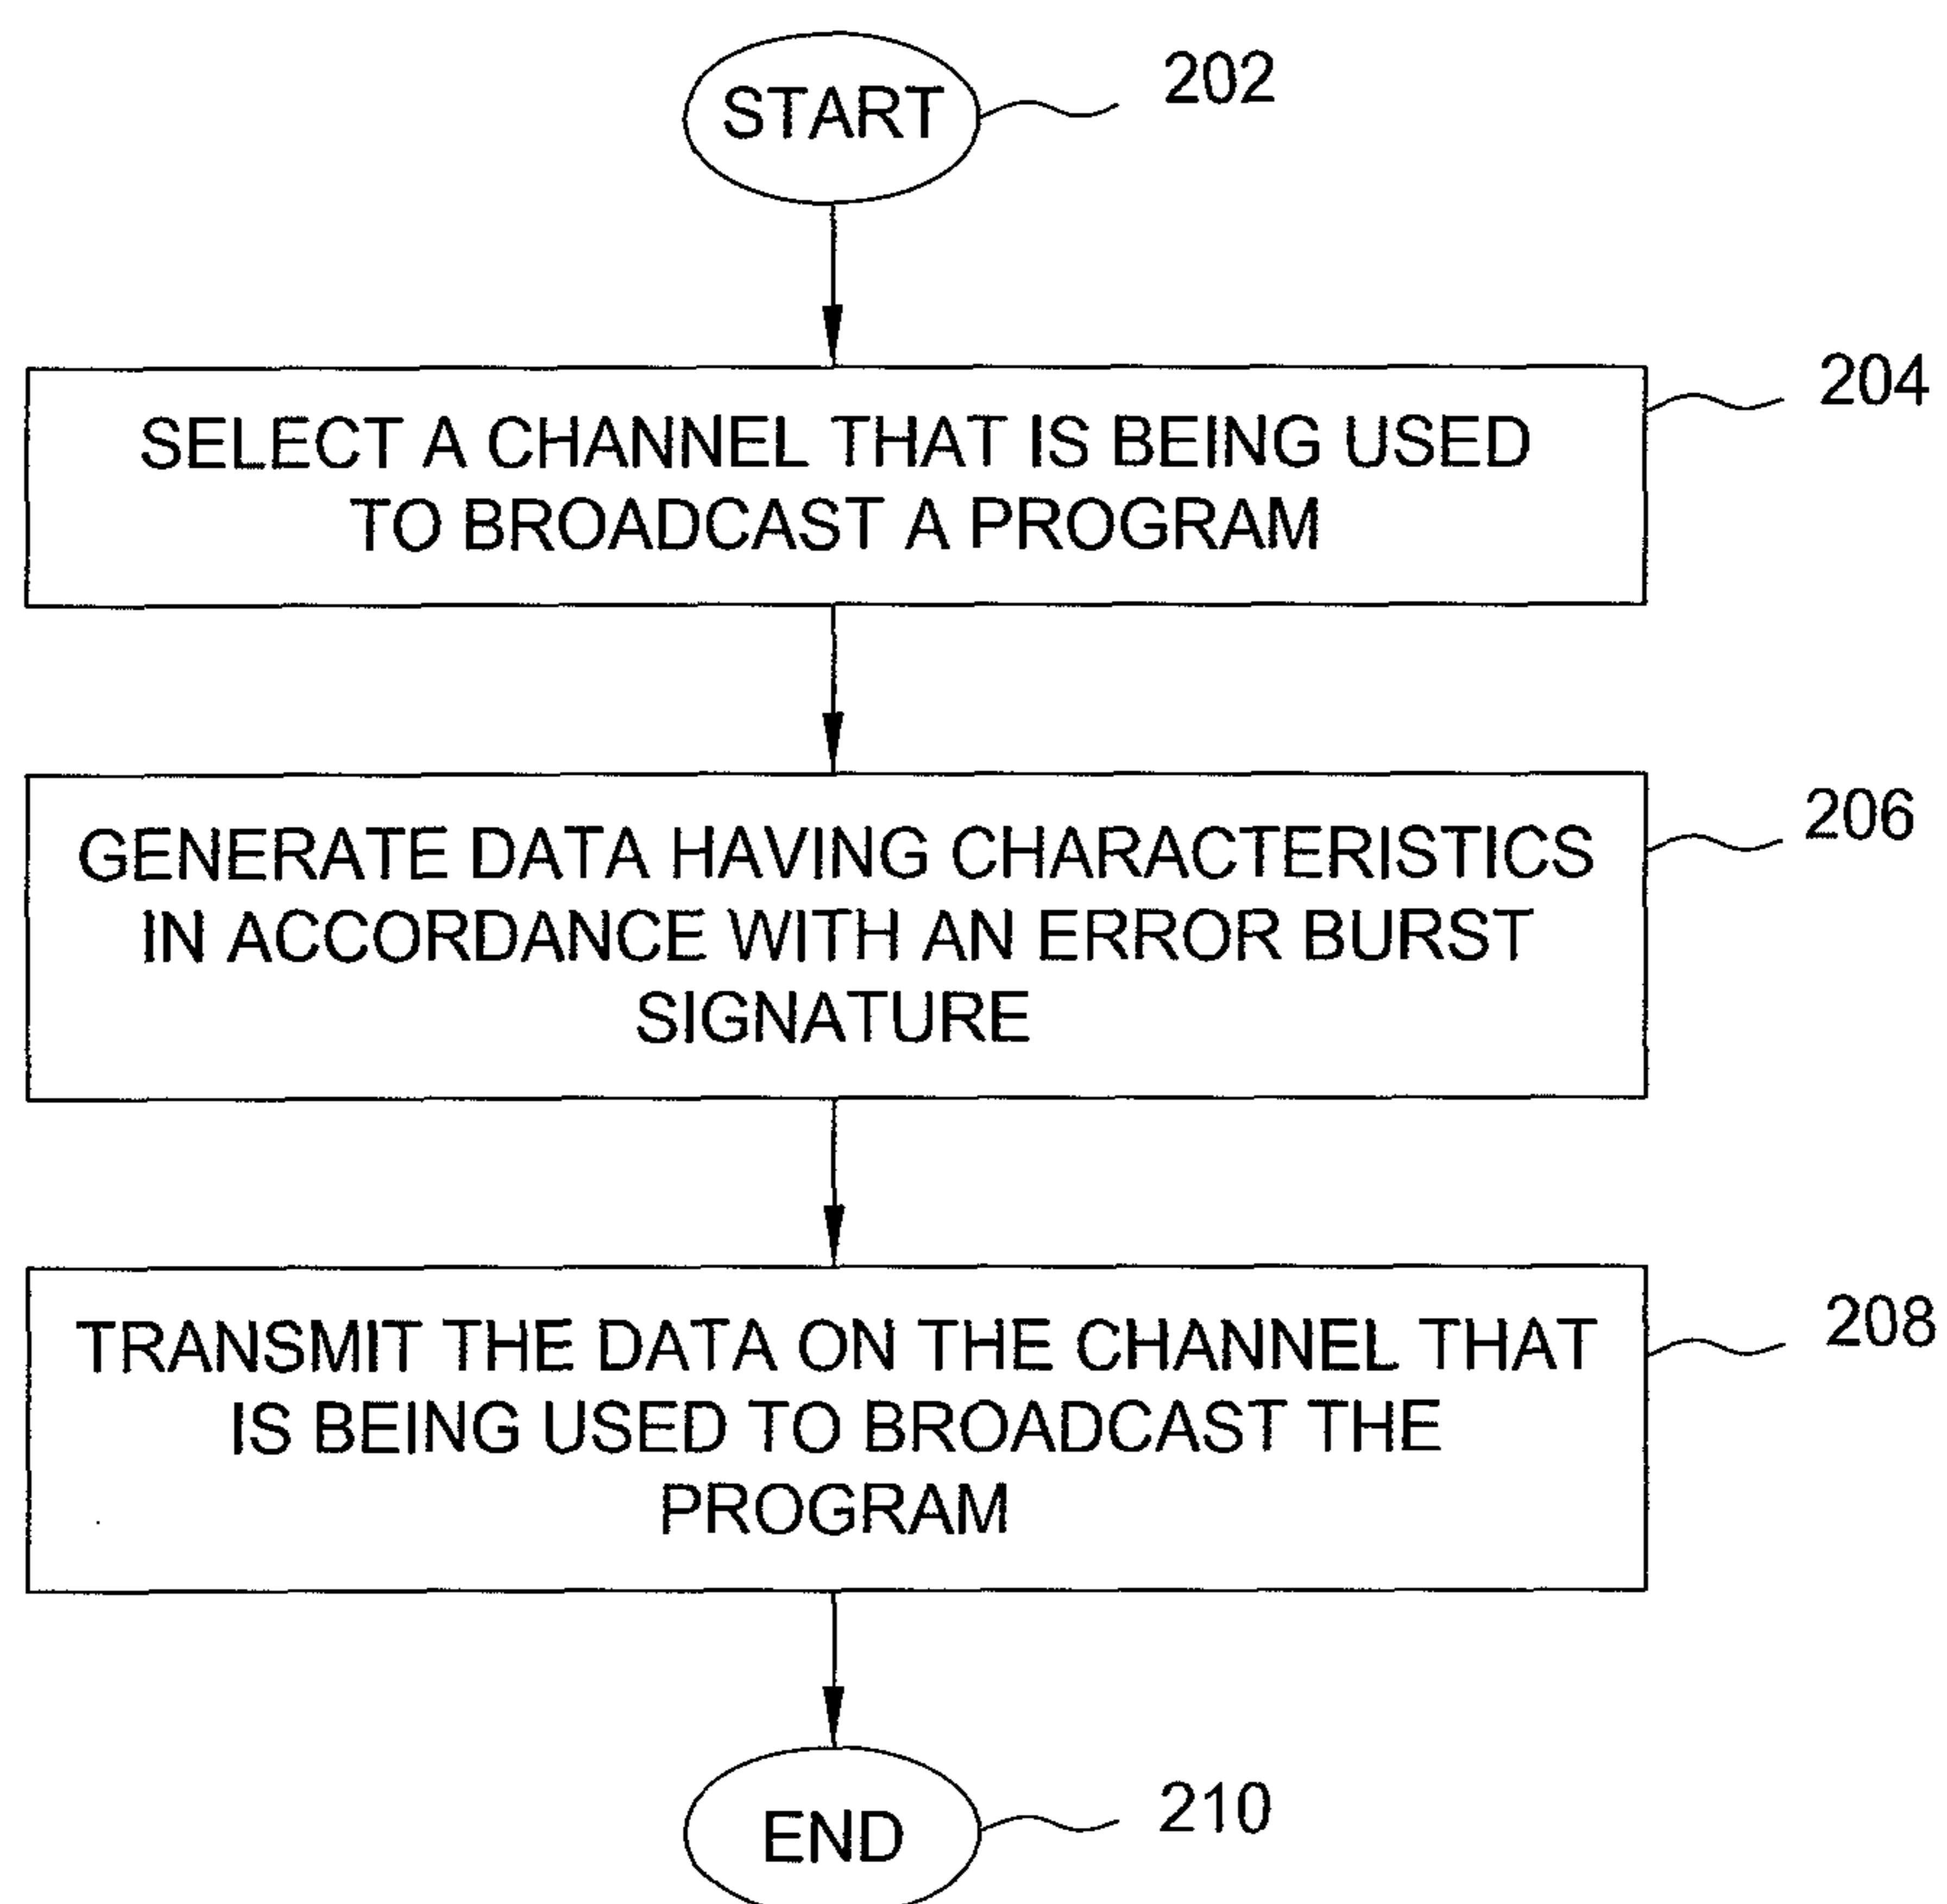 START
202
204
SELECT A CHANNEL THAT IS BEING USED
TO BROADCAST A PROGRAM
206
GENERATE DATA HAVING CHARACTERISTICS
IN ACCORDANCE WITH AN ERROR BURST
SIGNATURE
208
TRANSMIT THE DATA ON THE CHANNEL THAT
IS BEING USED TO BROADCAST THE
PROGRAM
END
210